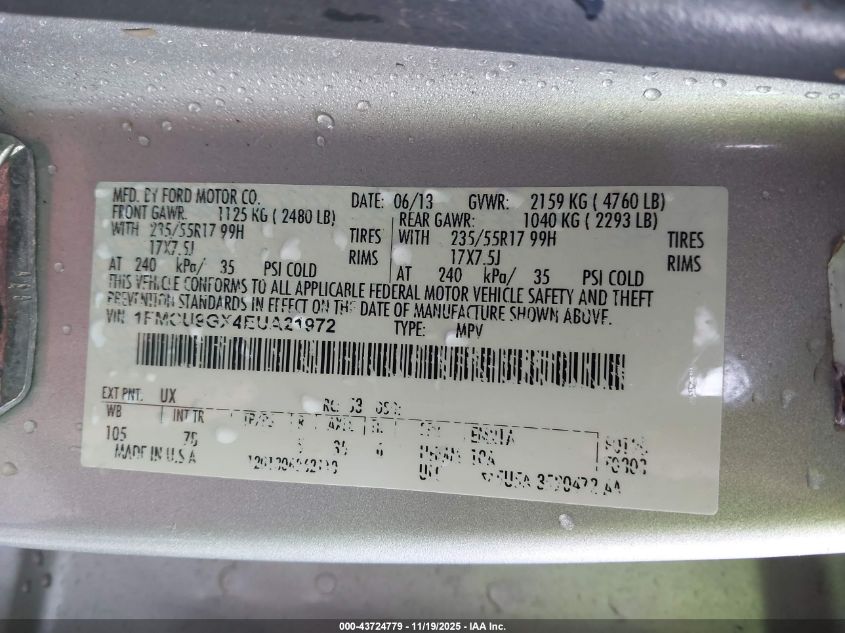 MFD. BY FORD MOTOR CO. DATE: 06/13 GVWR: 2159 KG ( 4760 LB)
FRONT GAWR: 1125 KG ( 2480 LB) REAR GAWR: 1040 KG ( 2293 LB)
WITH 235/55R17 99H TIRES WITH 235/55R17 99H TIRES
17X7.5J RIMS 17X7.5J RIMS
AT 240 kPa/ 35 PSI COLD AT 240 kPa/ 35 PSI COLD
THIS VEHICLE CONFORMS TO ALL APPLICABLE FEDERAL MOTOR VEHICLE SAFETY AND THEFT
PREVENTION STANDARDS IN EFFECT ON THE DATE OF MANUFACTURE SHOWN ABOVE.
VIN: 1FMCU9GX4EUA21972 TYPE: MPV
EXT PNT: UX
WB INT TR
105
MADE IN U.S.A
000-43724779 - 11/19/2025 - IAA Inc.